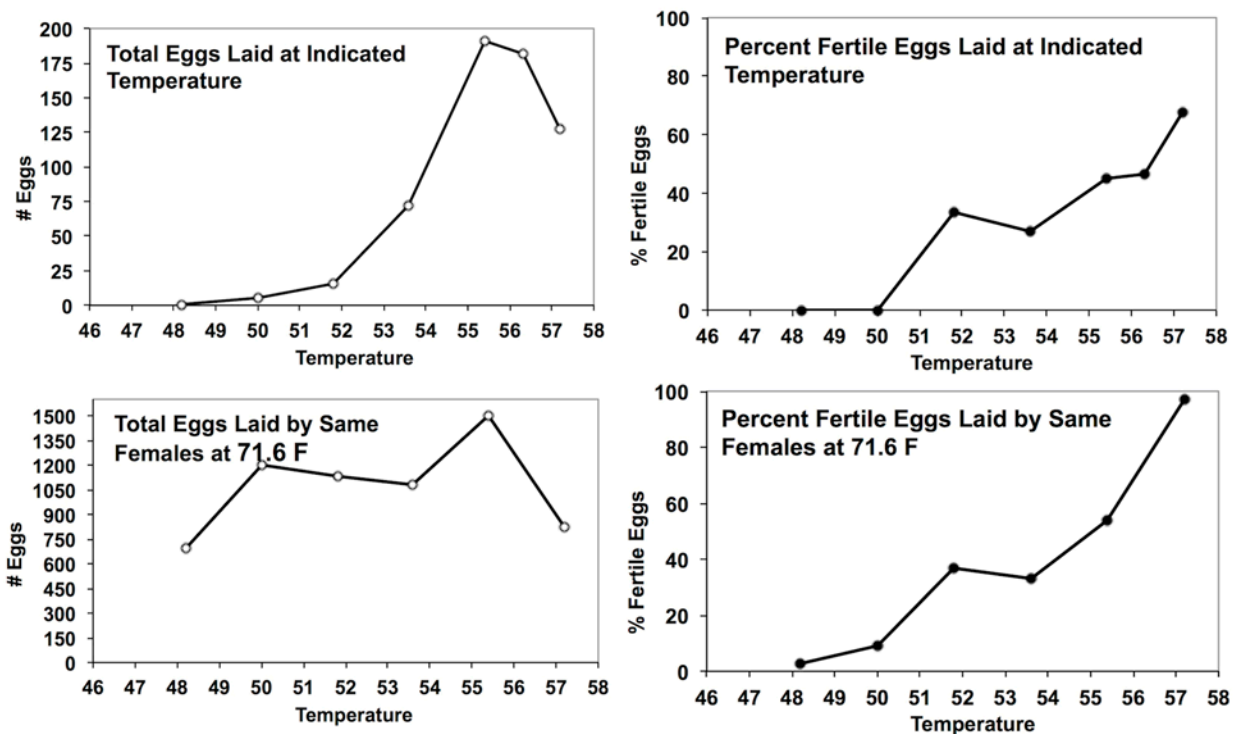 Total Eggs Laid at Indicated
Temperature
# Eggs
200
175
150
125
100
75
50
25
0
46 47 48 49 50 51 52 53 54 55 56 57 58
Temperature
Percent Fertile Eggs Laid at Indicated
Temperature
% Fertile Eggs
100
80
60
40
20
0
46 47 48 49 50 51 52 53 54 55 56 57 58
Temperature
Total Eggs Laid by Same
Females at 71.6 F
# Eggs
1500
1350
1200
1050
900
750
600
450
300
150
0
46 47 48 49 50 51 52 53 54 55 56 57 58
Temperature
Percent Fertile Eggs Laid by Same
Females at 71.6 F
% Fertile Eggs
100
80
60
40
20
0
46 47 48 49 50 51 52 53 54 55 56 57 58
Temperature